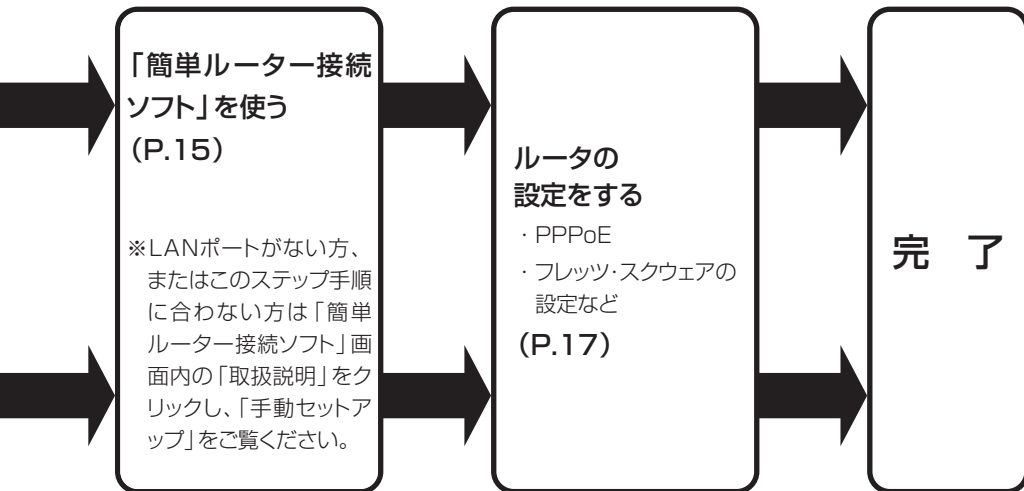 「簡単ルーター接続
ソフト」を使う
（P.15）
※LANポートがない方、
またはこのステップ手順
に合わない方は「簡単
ルーター接続ソフト」画
面内の「取扱説明」をク
リックし、「手動セットア
ップ」をご覧ください。
ルータの
設定をする
・PPPoE
・フレッツ・スクウェアの
設定など
（P.17）
完　了